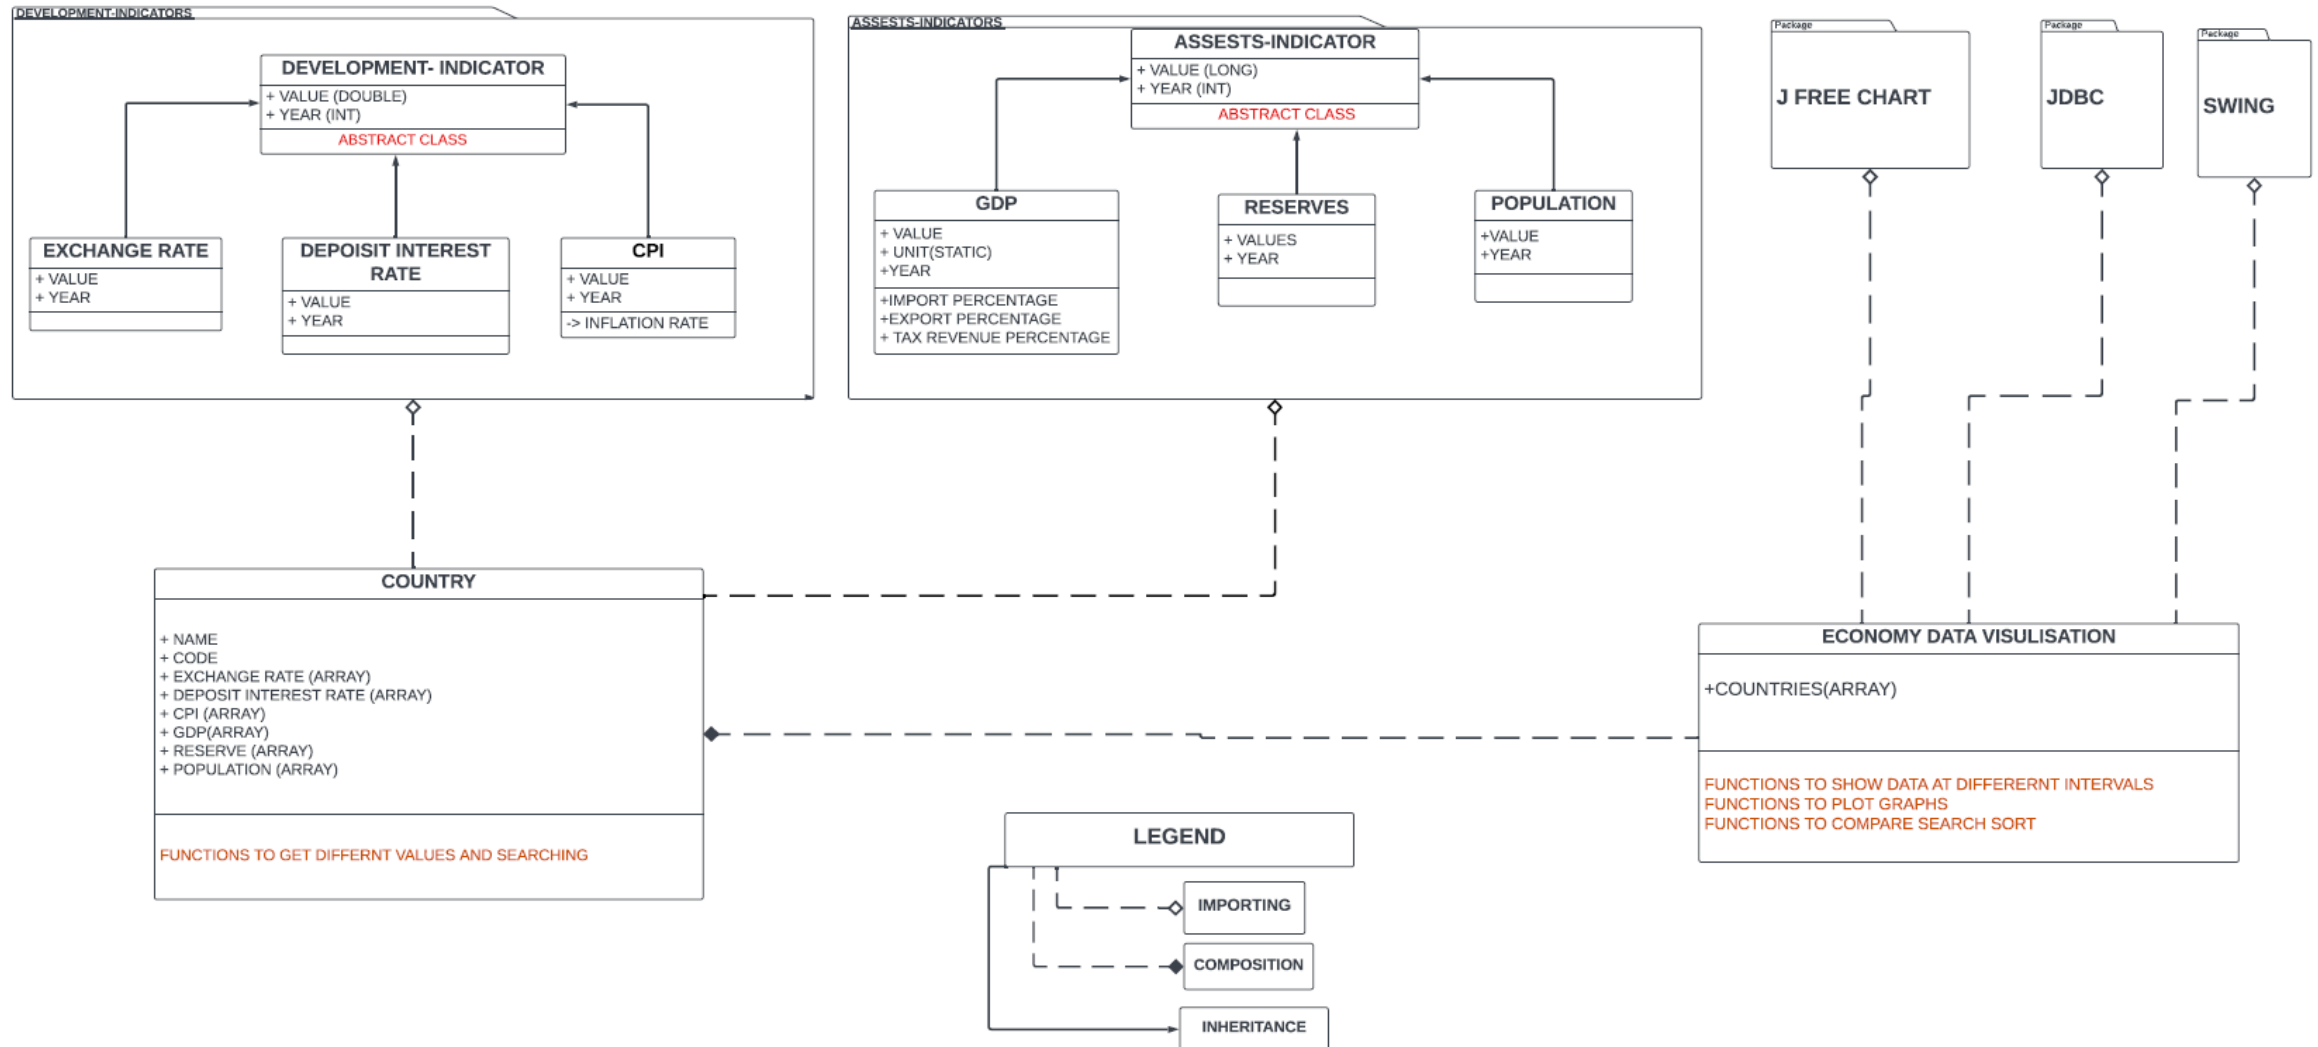 DEVELOPMENT-INDICATORS
DEVELOPMENT- INDICATOR
+ VALUE (DOUBLE)
+ YEAR (INT)
ABSTRACT CLASS
EXCHANGE RATE
+ VALUE
+ YEAR
DEPOISIT INTEREST
RATE
+ VALUE
+ YEAR
CPI
+ VALUE
+ YEAR
-> INFLATION RATE
ASSESTS-INDICATORS
ASSESTS-INDICATOR
+ VALUE (LONG)
+ YEAR (INT)
ABSTRACT CLASS
GDP
+ VALUE
+ UNIT(STATIC)
+YEAR
+IMPORT PERCENTAGE
+EXPORT PERCENTAGE
+ TAX REVENUE PERCENTAGE
RESERVES
+ VALUES
+ YEAR
POPULATION
+VALUE
+YEAR
Package
J FREE CHART
Package
JDBC
Package
SWING
COUNTRY
+ NAME
+ CODE
+ EXCHANGE RATE (ARRAY)
+ DEPOSIT INTEREST RATE (ARRAY)
+ CPI (ARRAY)
+ GDP(ARRAY)
+ RESERVE (ARRAY)
+ POPULATION (ARRAY)
FUNCTIONS TO GET DIFFERNT VALUES AND SEARCHING
ECONOMY DATA VISULISATION
+COUNTRIES(ARRAY)
FUNCTIONS TO SHOW DATA AT DIFFERERNT INTERVALS
FUNCTIONS TO PLOT GRAPHS
FUNCTIONS TO COMPARE SEARCH SORT
LEGEND
IMPORTING
COMPOSITION
INHERITANCE